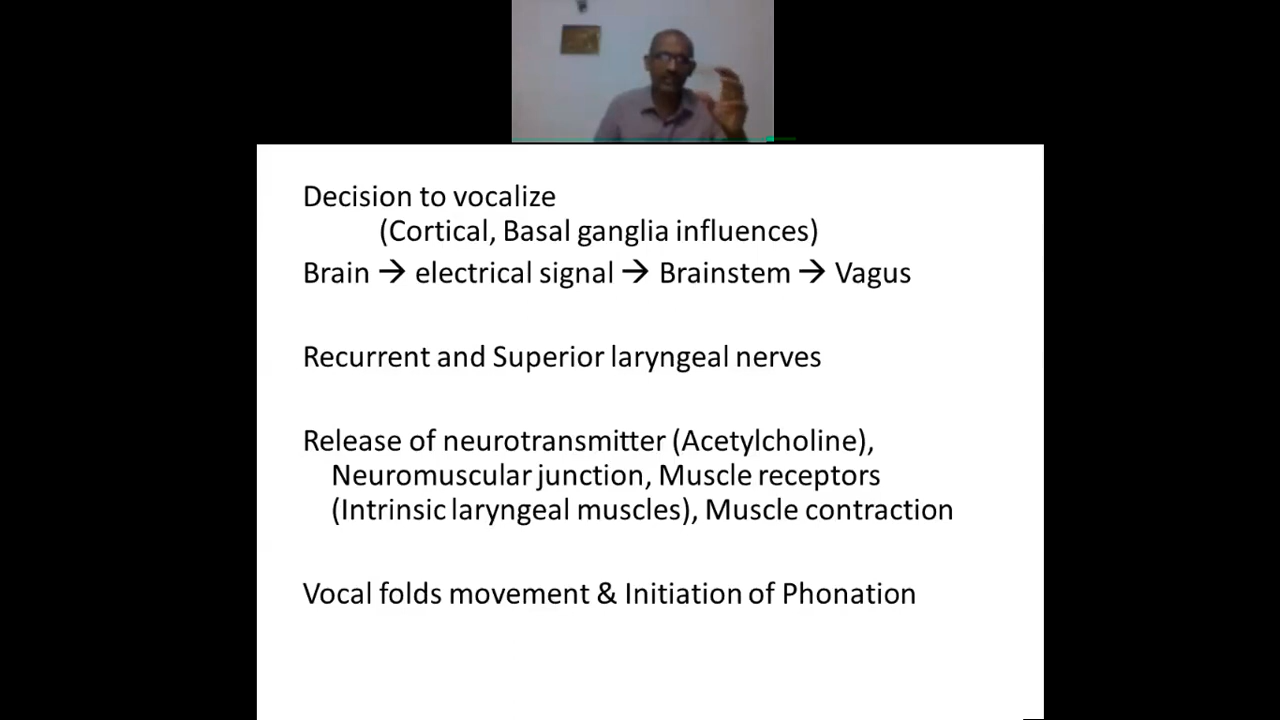 Decision to vocalize
(Cortical, Basal ganglia influences)
Brain → electrical signal → Brainstem → Vagus
Recurrent and Superior laryngeal nerves
Release of neurotransmitter (Acetylcholine),
Neuromuscular junction, Muscle receptors
(Intrinsic laryngeal muscles), Muscle contraction
Vocal folds movement & Initiation of Phonation